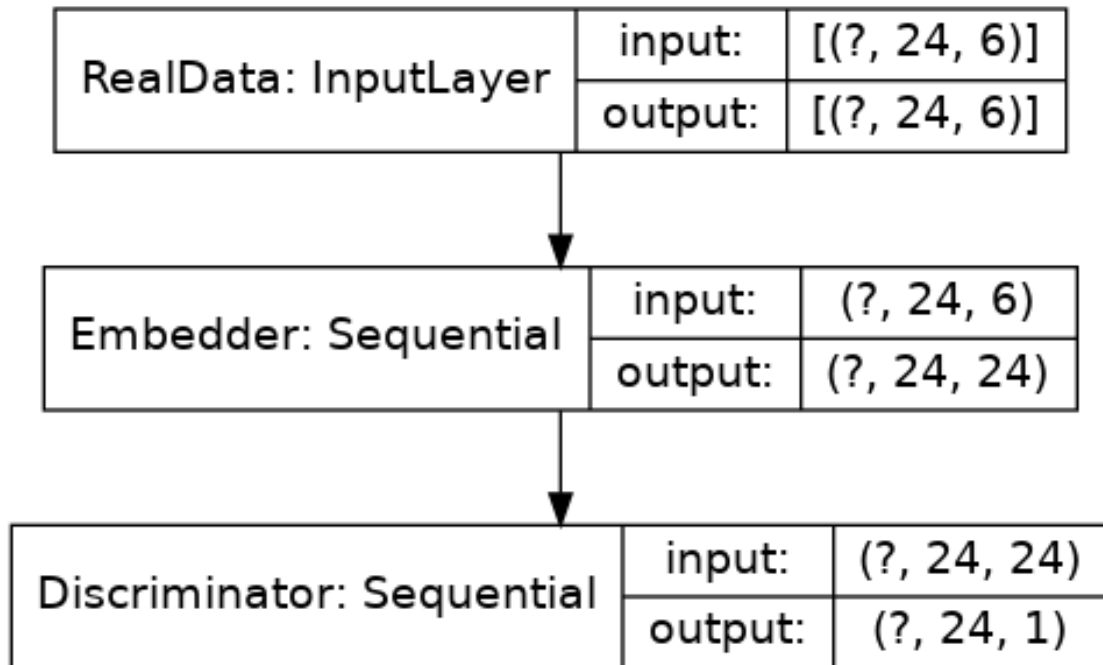 RealData: InputLayer
input: [(?, 24, 6)]
output: [(?, 24, 6)]
Embedder: Sequential
input: (?, 24, 6)
output: (?, 24, 24)
Discriminator: Sequential
input: (?, 24, 24)
output: (?, 24, 1)